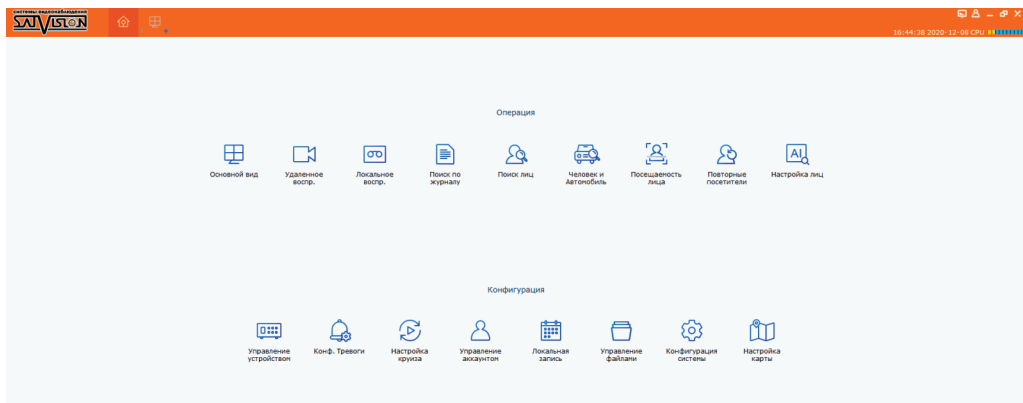 системы видеонаблюдения
SATVISION
16:44:38 2020-12-08 CPU
Операция
Основной вид
Удаленное
воспр.
Локальное
воспр.
Поиск по
журналу
Поиск лиц
Человек и
Автомобиль
Посещаемость
лица
Повторные
посетители
AI
Настройка лиц
Конфигурация
Управление
устройством
Конф. Тревоги
Настройка
круиза
Управление
аккаунтом
Локальная
запись
Управление
файлами
Конфигурация
системы
Настройка
карты